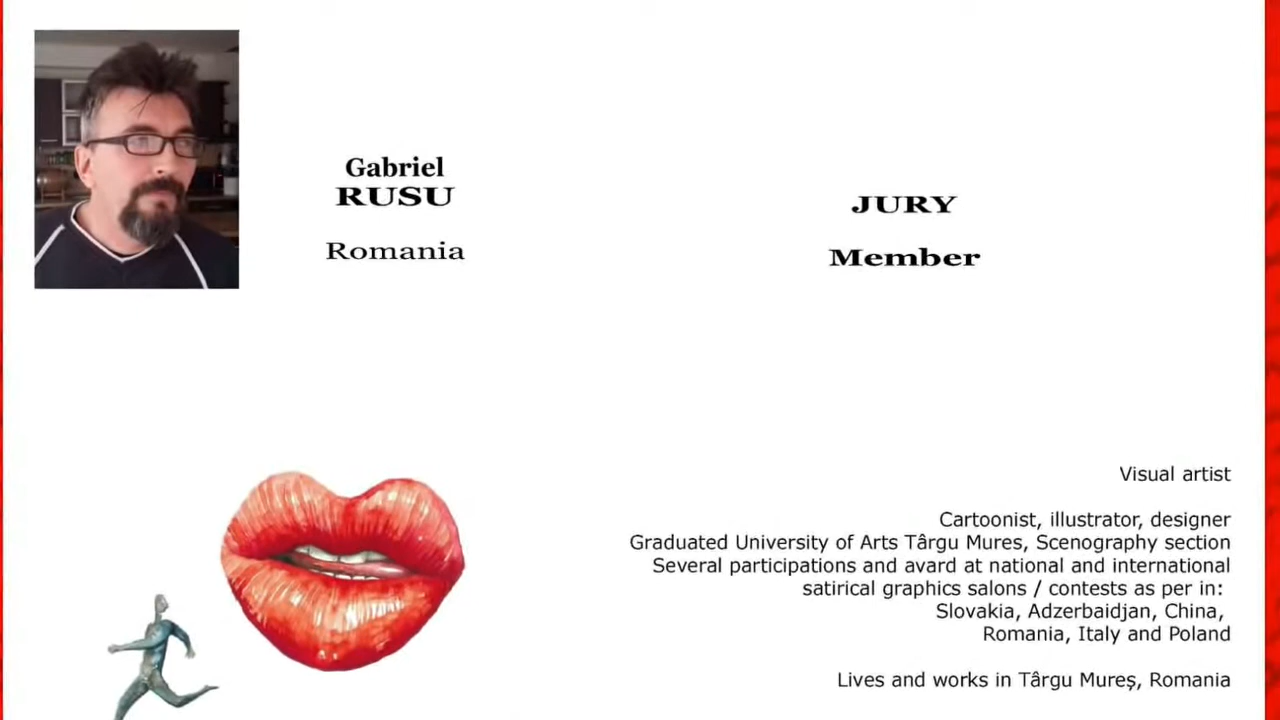 Gabriel
RUSU
Romania
JURY
Member
Visual artist
Cartoonist, illustrator, designer
Graduated University of Arts Târgu Mures, Scenography section
Several participations and avard at national and international
satirical graphics salons / contests as per in:
Slovakia, Adzerbaidjan, China,
Romania, Italy and Poland
Lives and works in Târgu Mureş, Romania